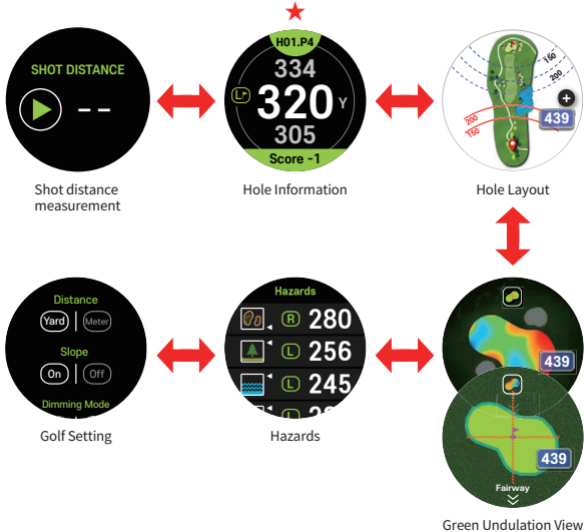 SHOT DISTANCE
--
Shot distance
measurement
H01.P4
334
L
320 Y
305
Score -1
Hole Information
150
200
439
200
150
Hole Layout
Distance
Yard | Meter
Slope
On | Off
Dimming Mode
Golf Setting
Hazards
R 280
L 256
L 245
L
Hazards
439
439
Fairway
Green Undulation View